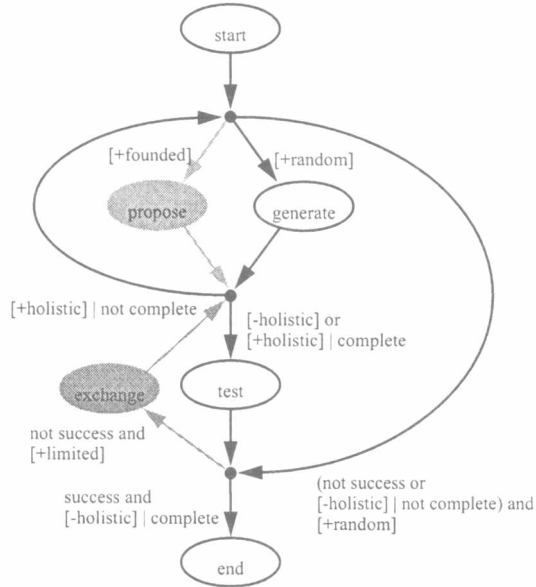 start
[+founded]
[+random]
propose
generate
[+holistic] | not complete
[-holistic] or
[+holistic] | complete
exchange
test
not success and
[+limited]
success and
[-holistic] | complete
(not success or
[-holistic] | not complete) and
[+random]
end